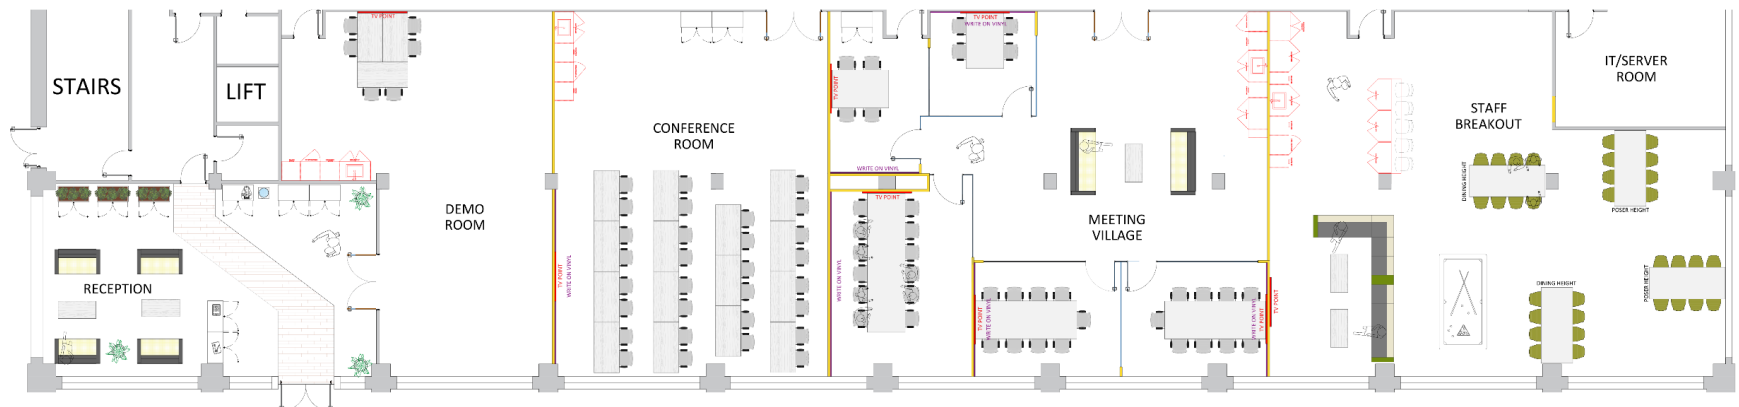 STAIRS
LIFT
RECEPTION
TV POINT
DEMO
ROOM
TV POINT
WRITE ON VINYL
CONFERENCE
ROOM
TV POINT
WRITE ON VINYL
TV POINT
WRITE ON VINYL
TV POINT
WRITE ON VINYL
MEETING
VILLAGE
TV POINT
WRITE ON VINYL
WRITE ON VINYL
TV POINT
TV POINT
STAFF
BREAKOUT
IT/SERVER
ROOM
DINING HEIGHT
POSER HEIGHT
DINING HEIGHT
POSER HEIGHT